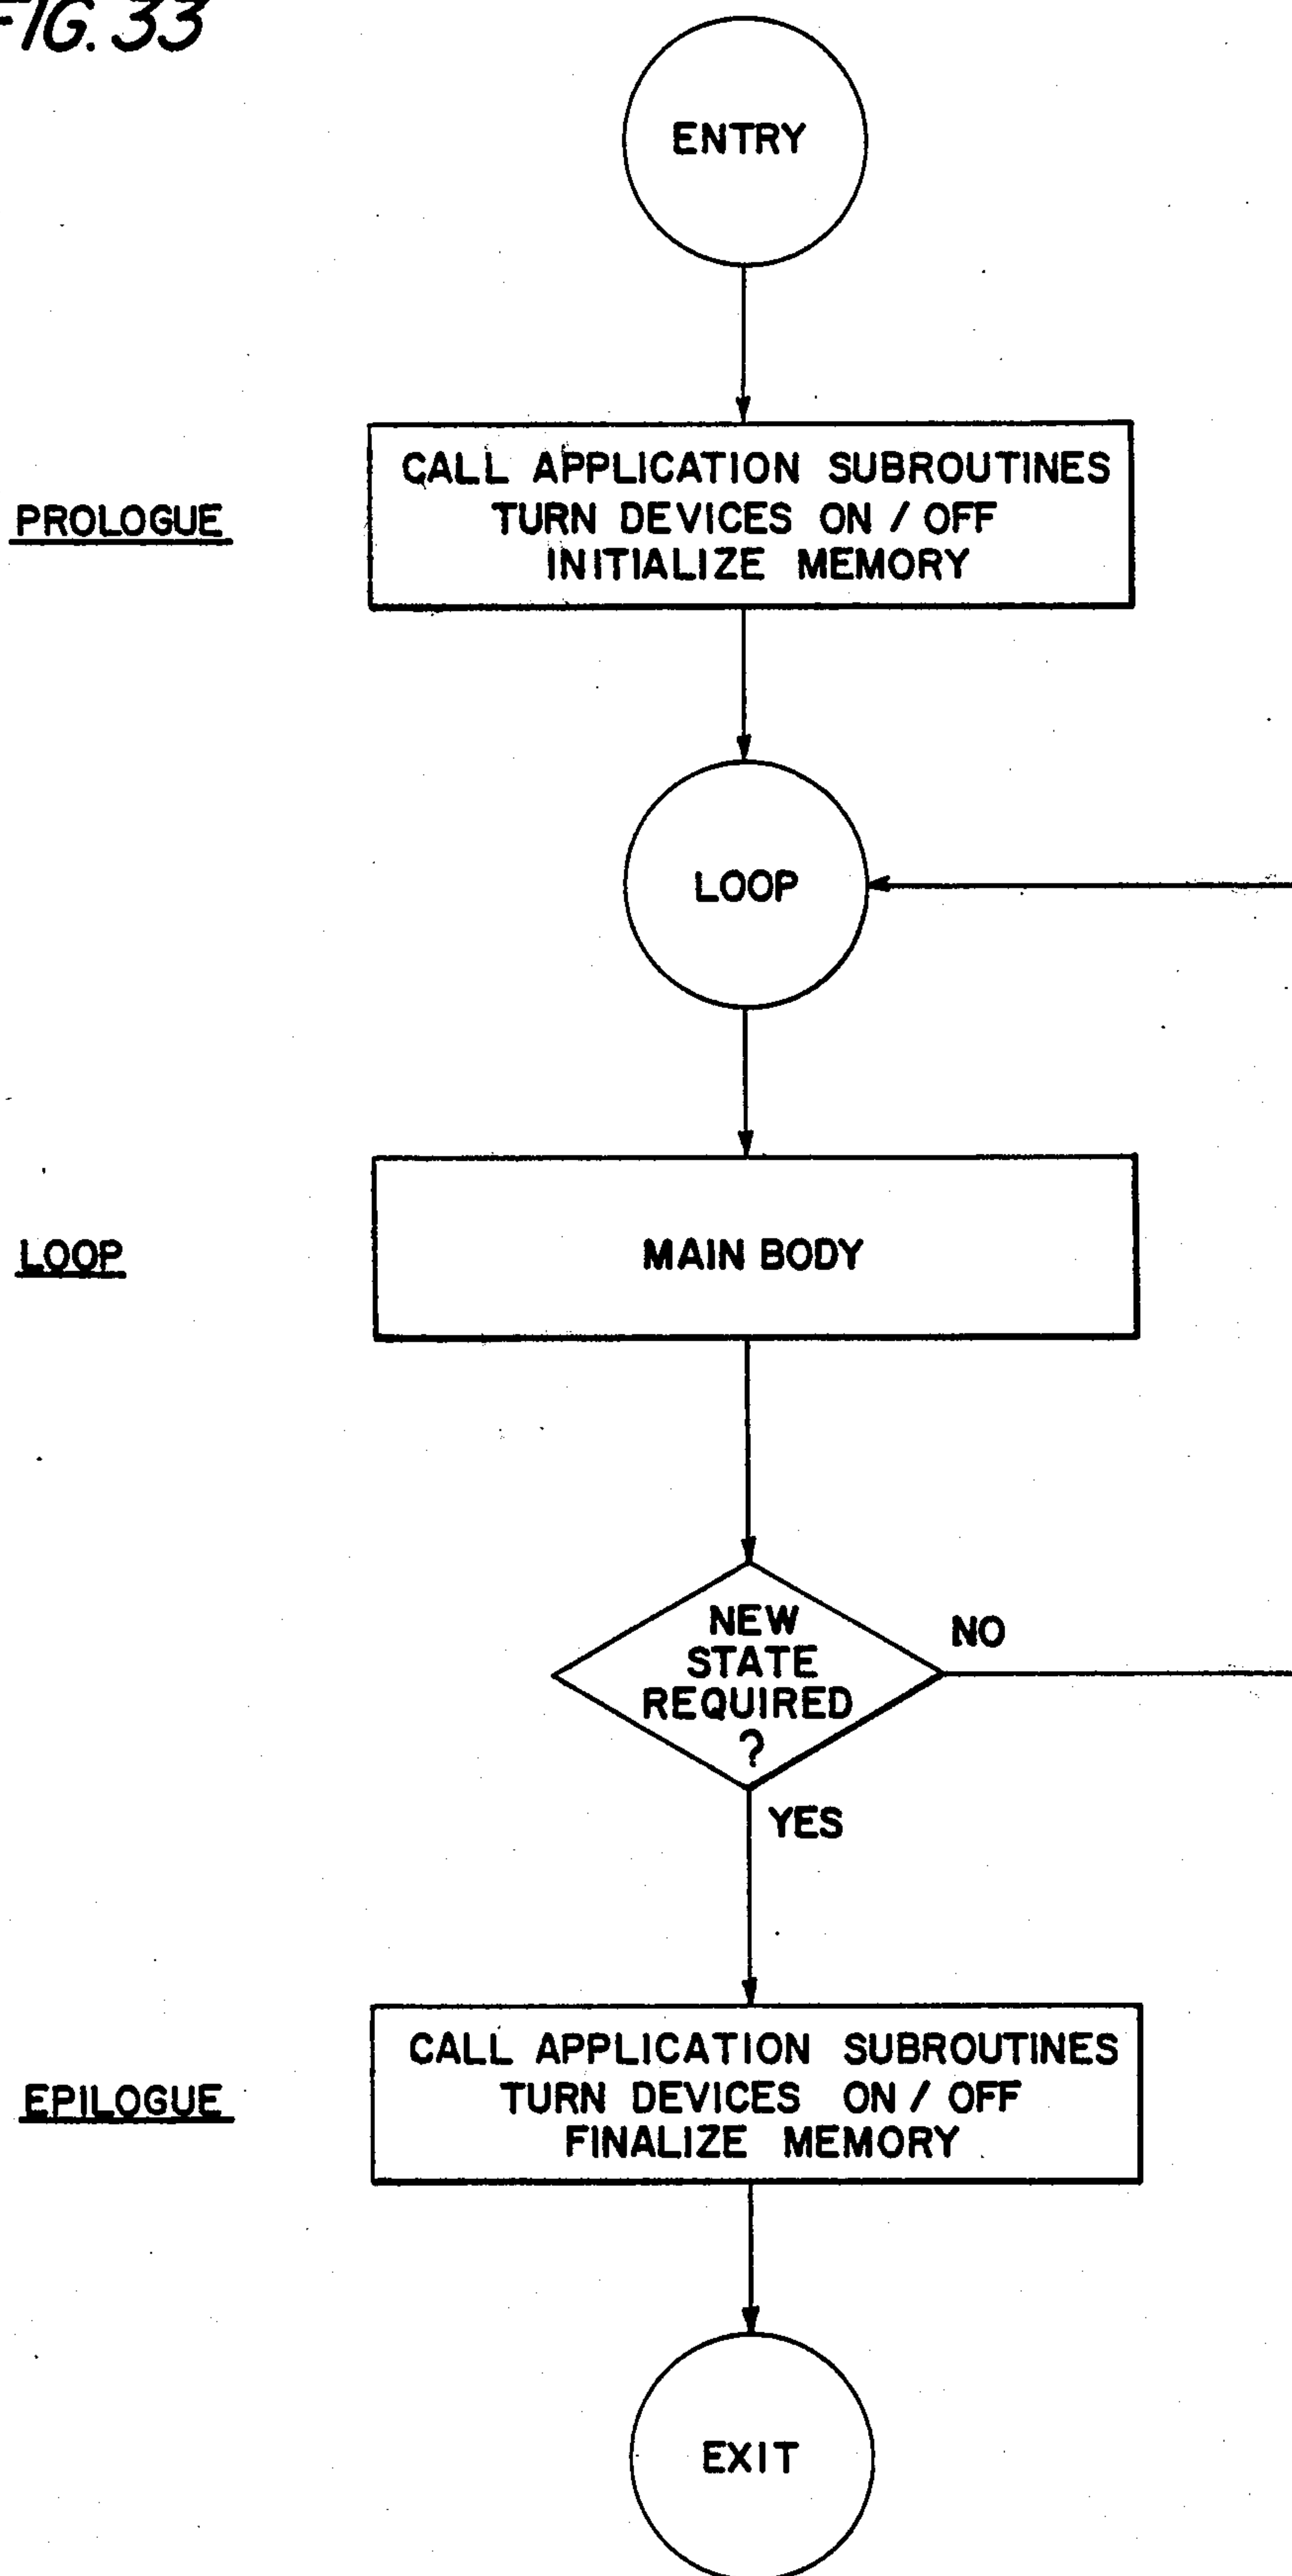 FIG. 33
ENTRY
PROLOGUE
CALL APPLICATION SUBROUTINES
TURN DEVICES ON / OFF
INITIALIZE MEMORY
LOOP
LOOP
MAIN BODY
NEW
STATE
REQUIRED
?
NO
YES
EPILOGUE
CALL APPLICATION SUBROUTINES
TURN DEVICES ON / OFF
FINALIZE MEMORY
EXIT